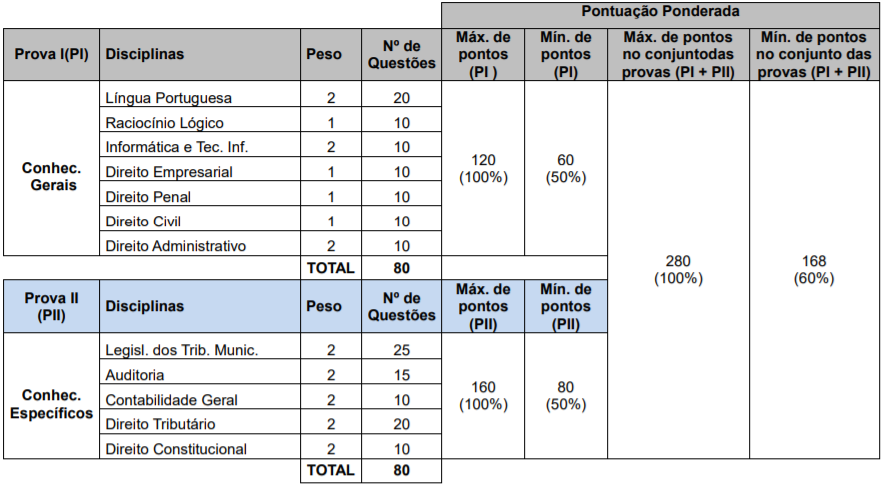 Pontuação Ponderada
Prova I(PI) Disciplinas Peso Nº de Questões Máx. de pontos (PI ) Mín. de pontos (PI) Máx. de pontos no conjuntodas provas (PI + PII) Mín. de pontos no conjunto das provas (PI + PII)
Conhec. Gerais
Língua Portuguesa 2 20
Raciocínio Lógico 1 10
Informática e Tec. Inf. 2 10
Direito Empresarial 1 10
Direito Penal 1 10
Direito Civil 1 10
Direito Administrativo 2 10
120 (100%) 60 (50%)
TOTAL 80
280 (100%) 168 (60%)
Prova II (PII) Disciplinas Peso Nº de Questões Máx. de pontos (PII) Mín. de pontos (PII)
Conhec. Específicos
Legisl. dos Trib. Munic. 2 25
Auditoria 2 15
Contabilidade Geral 2 10
Direito Tributário 2 20
Direito Constitucional 2 10
160 (100%) 80 (50%)
TOTAL 80